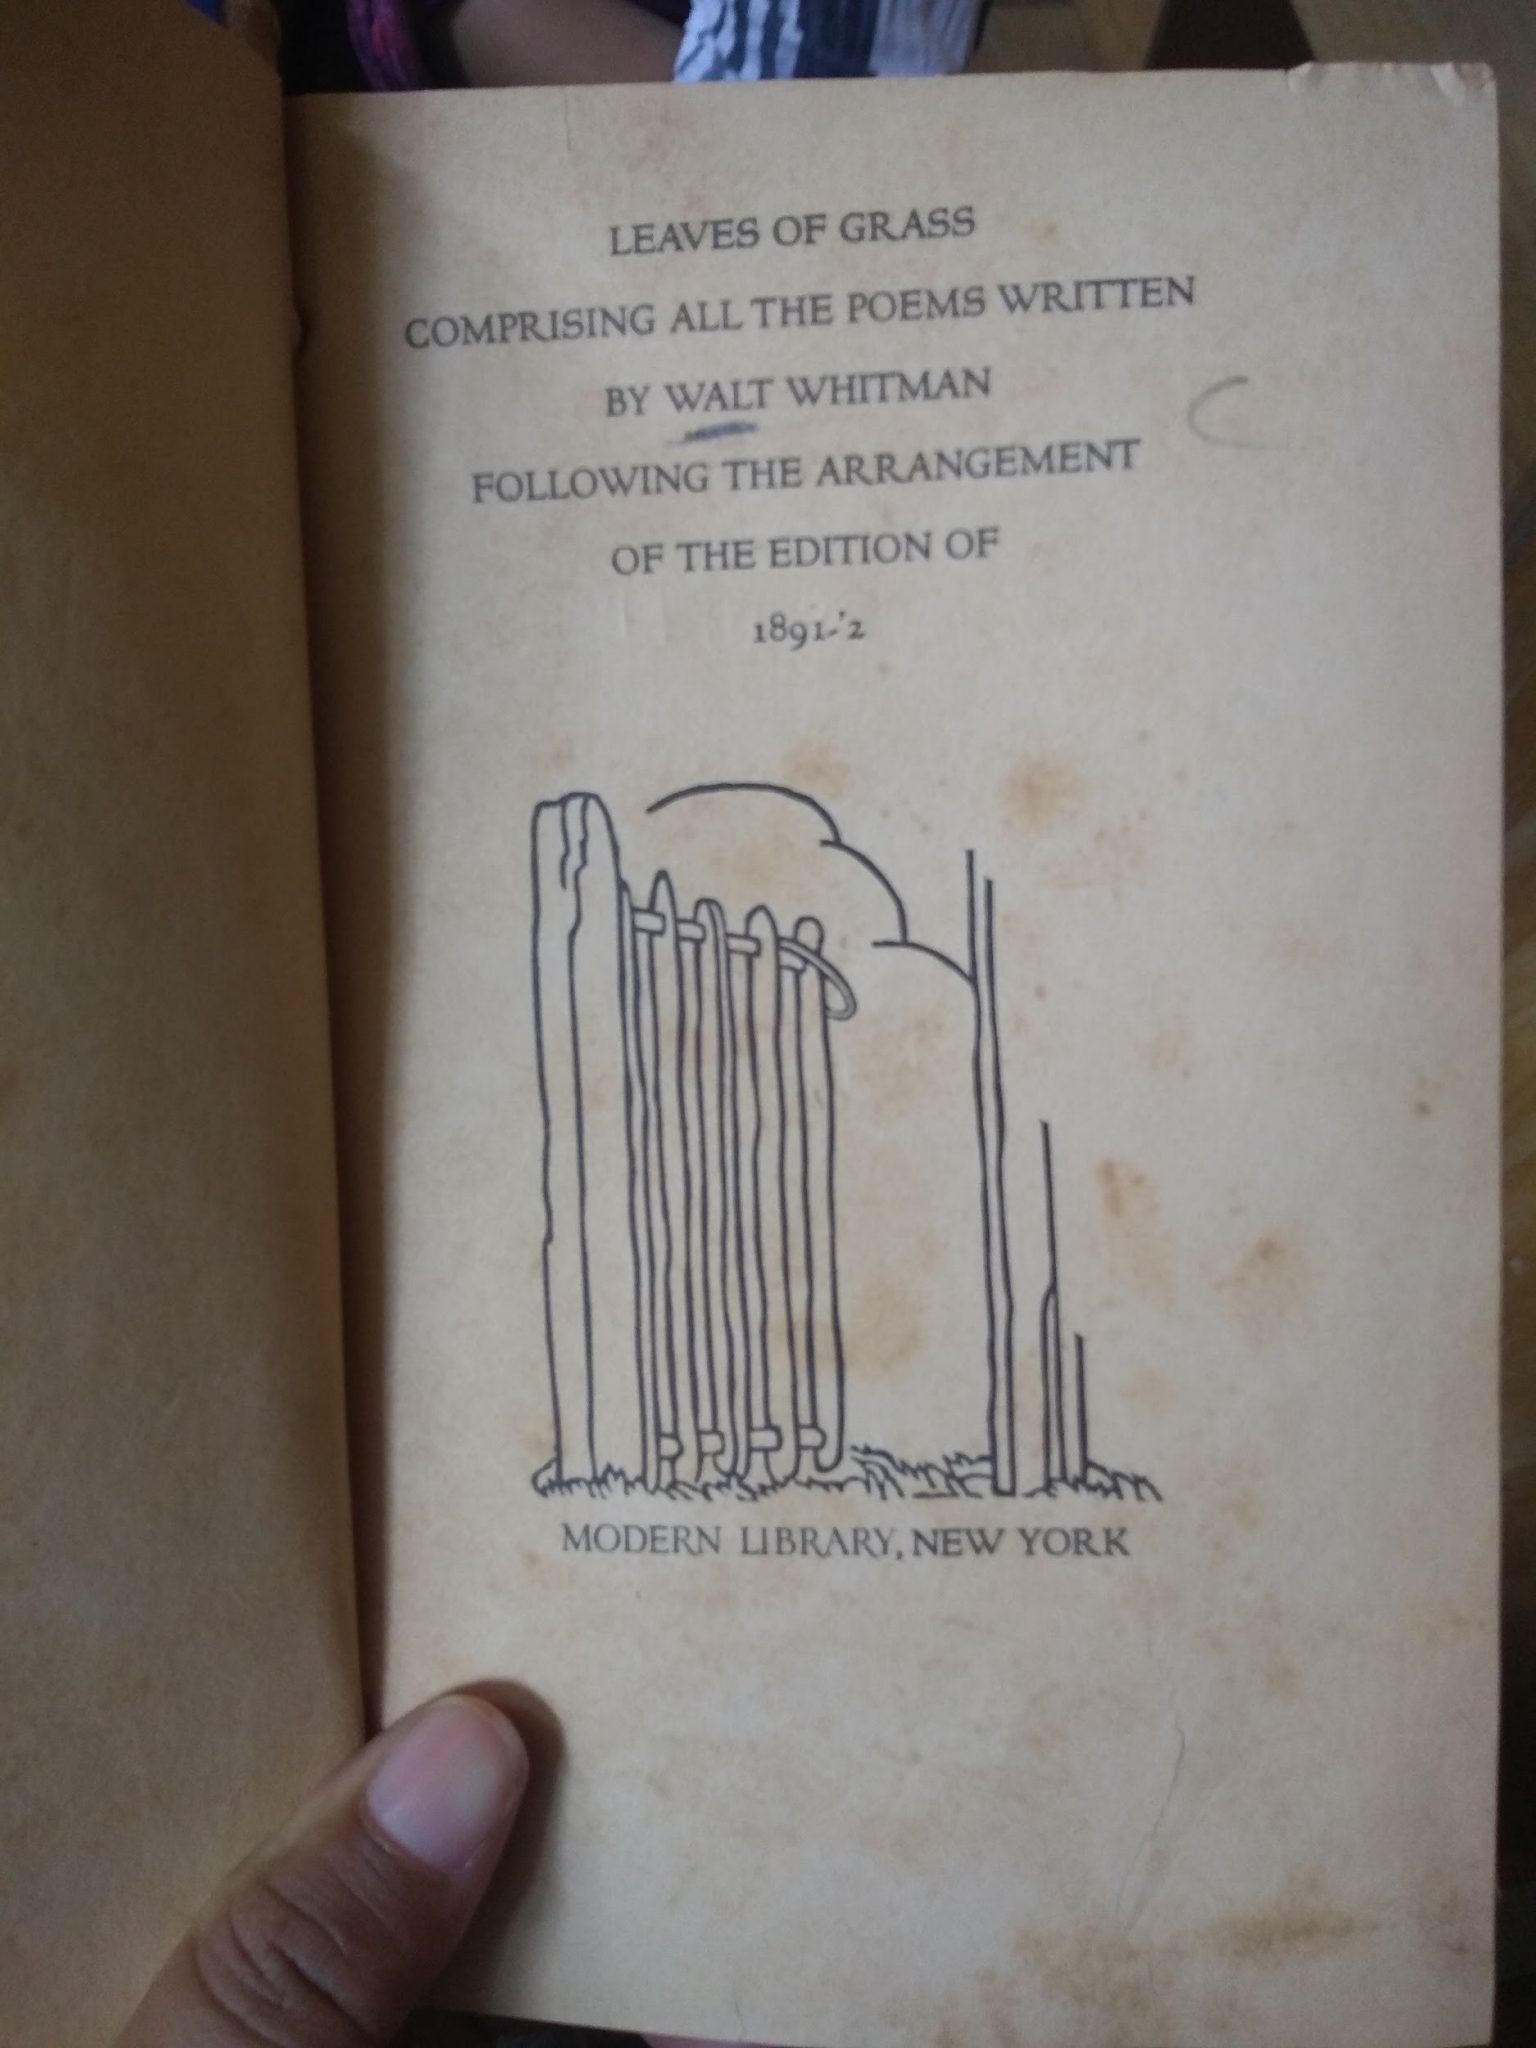 LEAVES OF GRASS
COMPRISING ALL THE POEMS WRITTEN
BY WALT WHITMAN
FOLLOWING THE ARRANGEMENT
OF THE EDITION OF
1891-'2
MODERN LIBRARY, NEW YORK